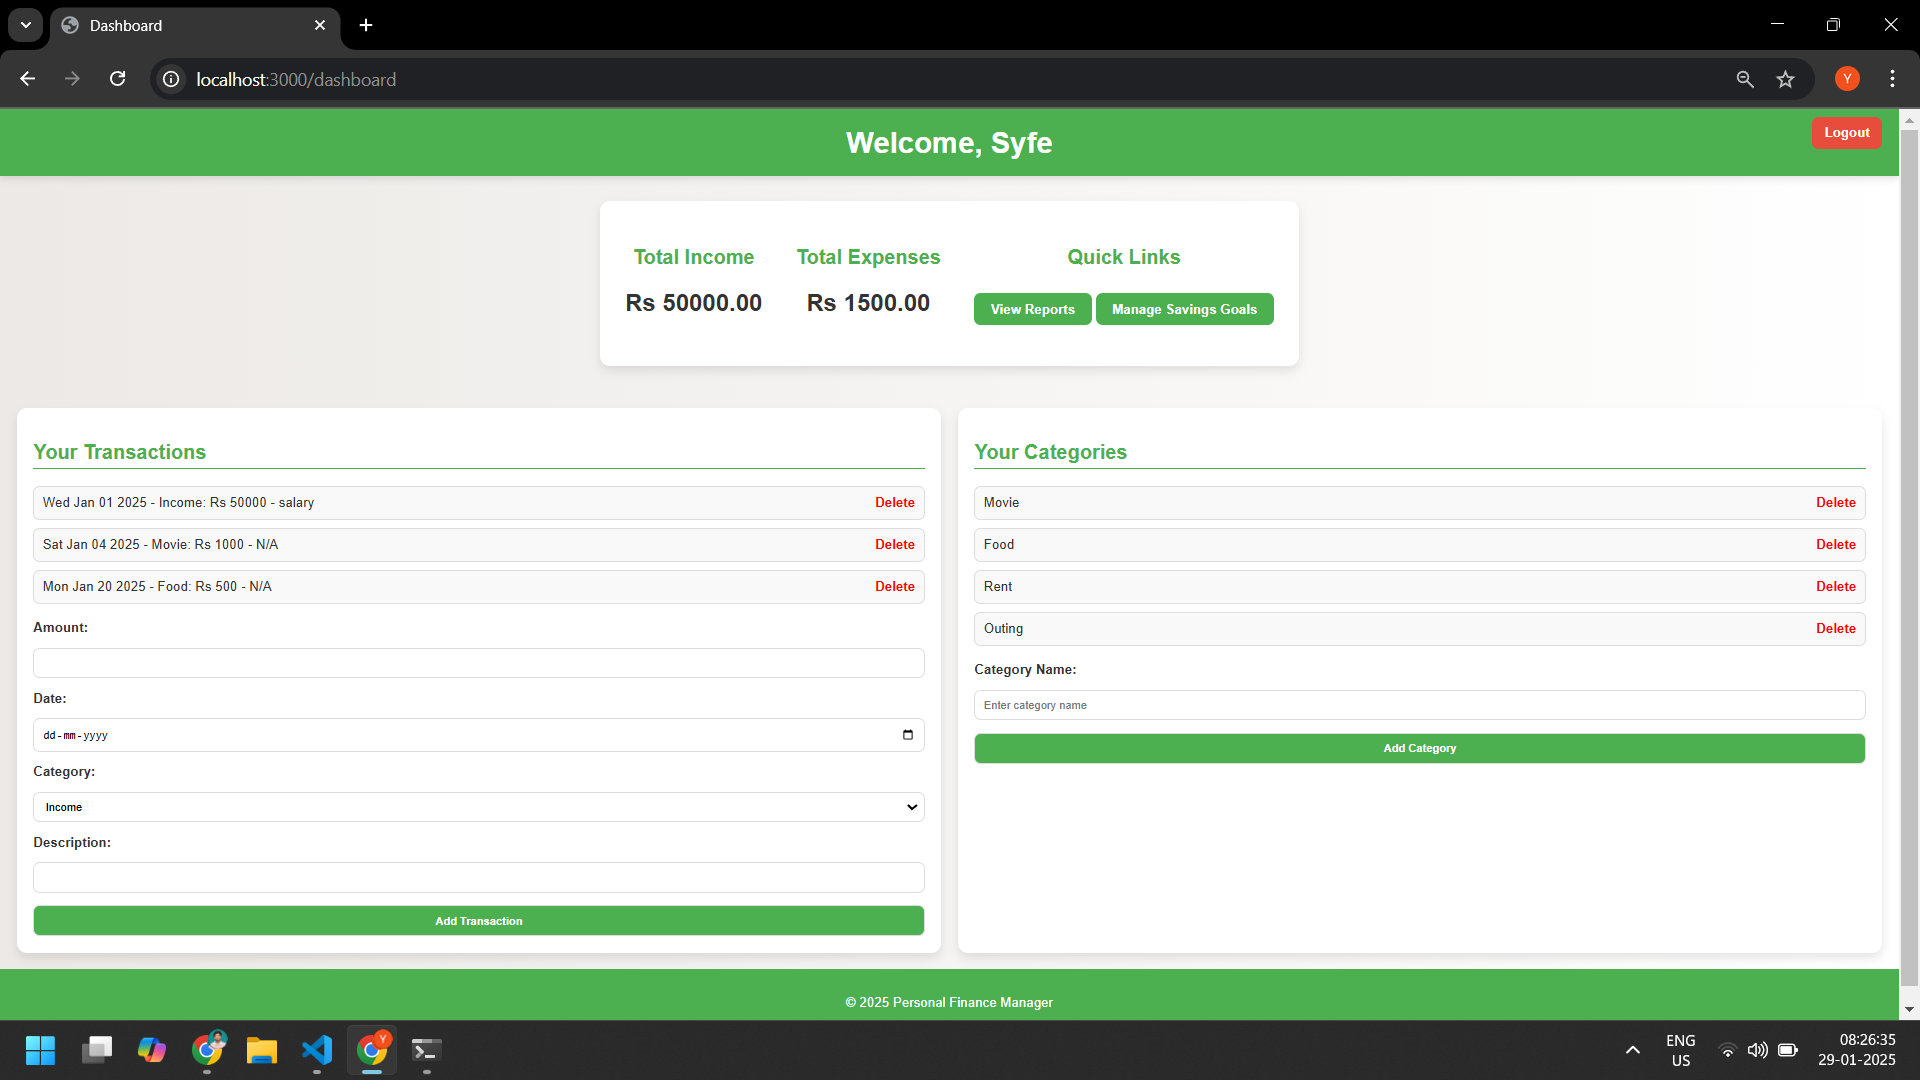 Dashboard
localhost:3000/dashboard
Y
Welcome, Syfe
Logout
Total Income
Total Expenses
Quick Links
Rs 50000.00
Rs 1500.00
View Reports
Manage Savings Goals
Your Transactions
Wed Jan 01 2025 - Income: Rs 50000 - salary
Delete
Sat Jan 04 2025 - Movie: Rs 1000 - N/A
Delete
Mon Jan 20 2025 - Food: Rs 500 - N/A
Delete
Amount:
Date:
dd-mm-yyyy
Category:
Income
Description:
Add Transaction
Your Categories
Movie
Delete
Food
Delete
Rent
Delete
Outing
Delete
Category Name:
Enter category name
Add Category
© 2025 Personal Finance Manager
Y
ENG
US
08:26:35
29-01-2025